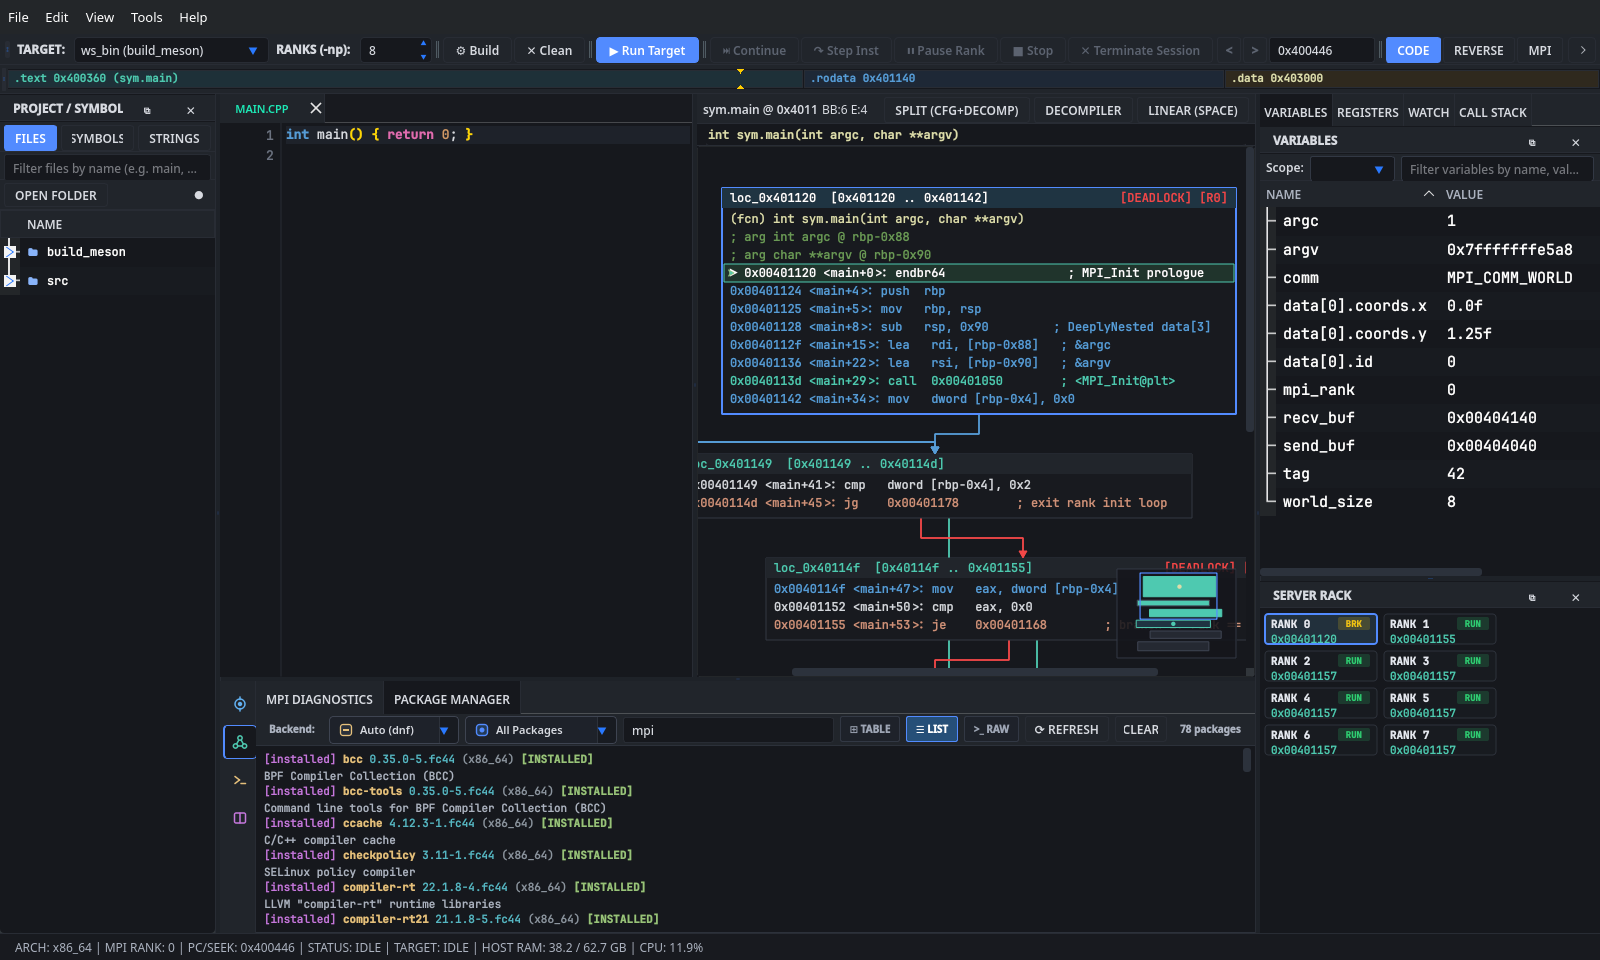 File Edit View Tools Help
TARGET: ws_bin (build_meson) RANKS (-np): 8 Build Clean Run Target Continue Step Inst Pause Rank Stop Terminate Session < > 0x400446 CODE REVERSE MPI
.text 0x400360 (sym.main) .rodata 0x401140 .data 0x403000
PROJECT / SYMBOL
FILES SYMBOLS STRINGS
Filter files by name (e.g. main, ...
OPEN FOLDER
NAME
build_meson
src
MAIN.CPP
1 int main() { return 0; }
2
sym.main @ 0x4011 BB:6 E:4 SPLIT (CFG+DECOMP) DECOMPILER LINEAR (SPACE)
int sym.main(int argc, char **argv)
loc_0x401120 [0x401120 .. 0x401142] [DEADLOCK] [R0]
(fcn) int sym.main(int argc, char **argv)
; arg int argc @ rbp-0x88
; arg char **argv @ rbp-0x90
0x00401120 <main+0>: endbr64 ; MPI_Init prologue
0x00401124 <main+4>: push rbp
0x00401125 <main+5>: mov rbp, rsp
0x00401128 <main+8>: sub rsp, 0x90 ; DeeplyNested data[3]
0x0040112f <main+15>: lea rdi, [rbp-0x88] ; &argc
0x00401136 <main+22>: lea rsi, [rbp-0x90] ; &argv
0x0040113d <main+29>: call 0x00401050 ; <MPI_Init@plt>
0x00401142 <main+34>: mov dword [rbp-0x4], 0x0
oc_0x401149 [0x401149 .. 0x40114d]
x00401149 <main+41>: cmp dword [rbp-0x4], 0x2
x0040114d <main+45>: jg 0x00401178 ; exit rank init loop
loc_0x40114f [0x40114f .. 0x401155] [DEADLOCK]
0x0040114f <main+47>: mov eax, dword [rbp-0x4]
0x00401152 <main+50>: cmp eax, 0x0
0x00401155 <main+53>: je 0x00401168 ; ==
VARIABLES REGISTERS WATCH CALL STACK
VARIABLES
Scope: Filter variables by name, val...
NAME VALUE
argc 1
argv 0x7fffffffe5a8
comm MPI_COMM_WORLD
data[0].coords.x 0.0f
data[0].coords.y 1.25f
data[0].id 0
mpi_rank 0
recv_buf 0x00404140
send_buf 0x00404040
tag 42
world_size 8
SERVER RACK
RANK 0 BRK RANK 1 RUN
0x00401120 0x00401155
RANK 2 RUN RANK 3 RUN
0x00401157 0x00401157
RANK 4 RUN RANK 5 RUN
0x00401157 0x00401157
RANK 6 RUN RANK 7 RUN
0x00401157 0x00401157
MPI DIAGNOSTICS PACKAGE MANAGER
Backend: Auto (dnf) All Packages mpi TABLE LIST >_ RAW REFRESH CLEAR 78 packages
[installed] bcc 0.35.0-5.fc44 (x86_64) [INSTALLED]
BPF Compiler Collection (BCC)
[installed] bcc-tools 0.35.0-5.fc44 (x86_64) [INSTALLED]
Command line tools for BPF Compiler Collection (BCC)
[installed] ccache 4.12.3-1.fc44 (x86_64) [INSTALLED]
C/C++ compiler cache
[installed] checkpolicy 3.11-1.fc44 (x86_64) [INSTALLED]
SELinux policy compiler
[installed] compiler-rt 22.1.8-4.fc44 (x86_64) [INSTALLED]
LLVM "compiler-rt" runtime libraries
[installed] compiler-rt21 21.1.8-5.fc44 (x86_64) [INSTALLED]
ARCH: x86_64 | MPI RANK: 0 | PC/SEEK: 0x400446 | STATUS: IDLE | TARGET: IDLE | HOST RAM: 38.2 / 62.7 GB | CPU: 11.9%